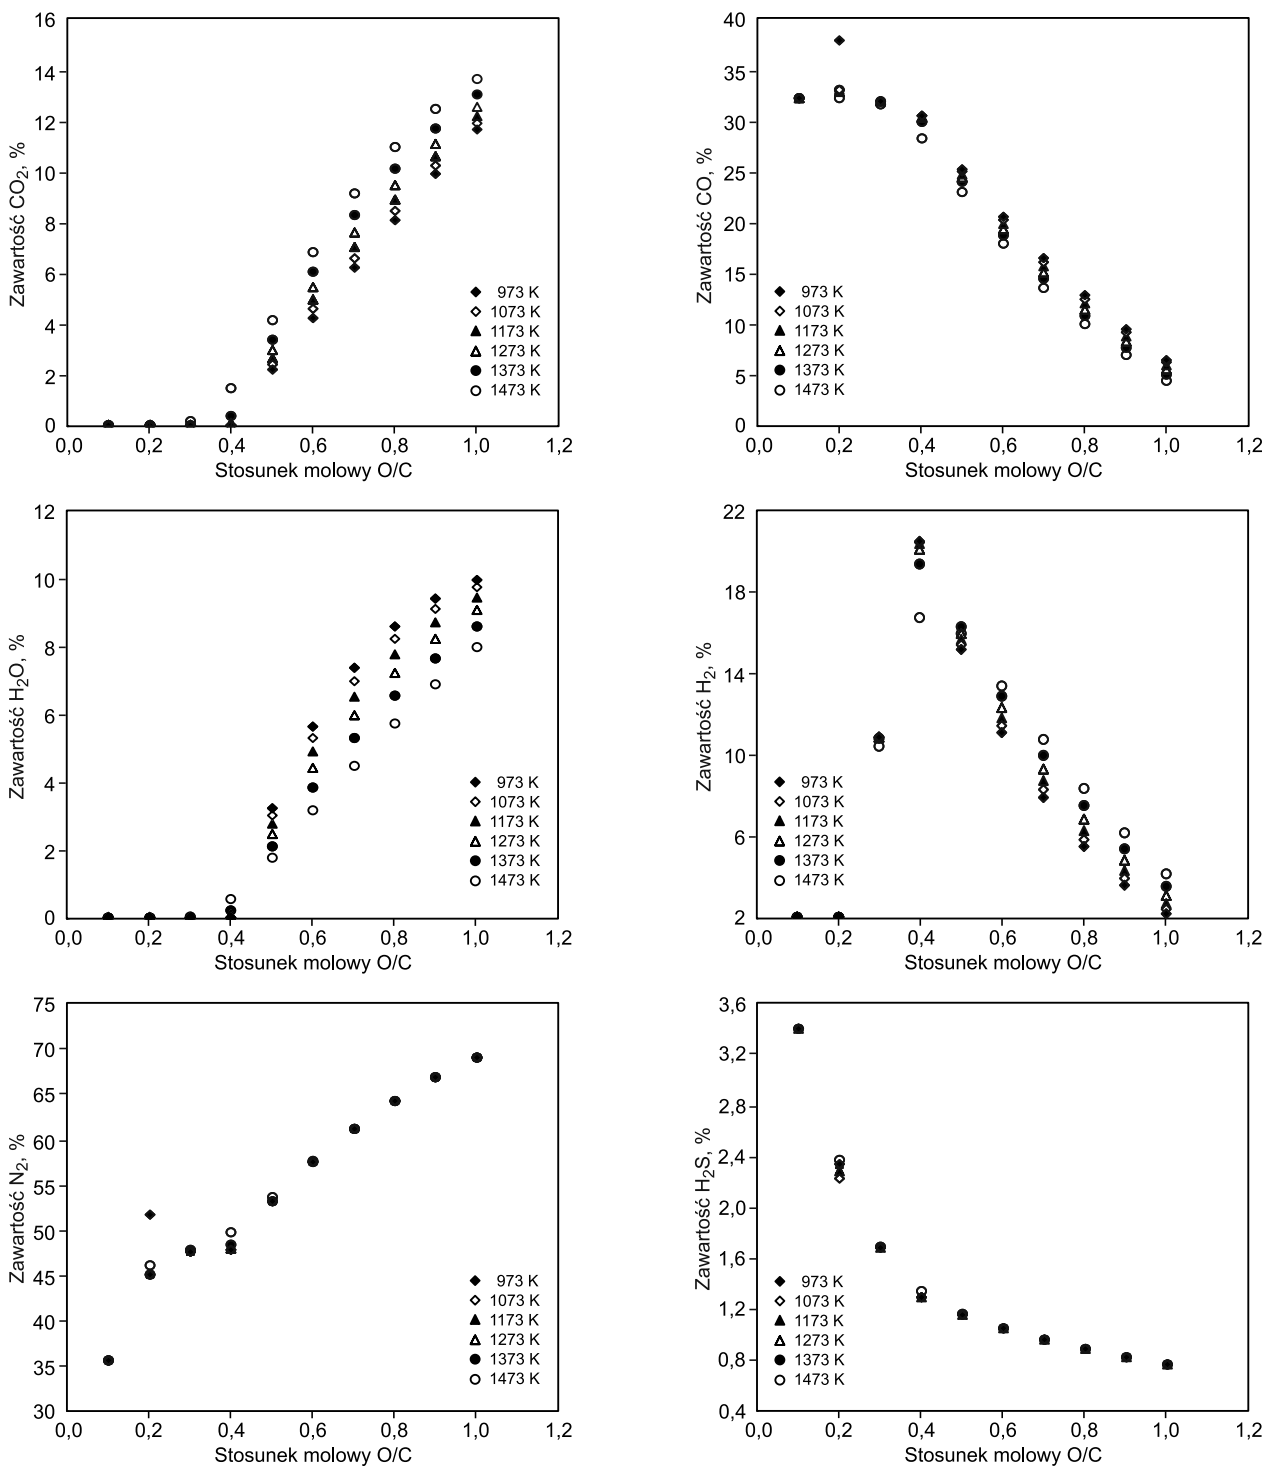 Zawartość CO₂, %
16
14
12
10
8
6
4
2
0
0,0 0,2 0,4 0,6 0,8 1,0 1,2
Stosunek molowy O/C
973 K
1073 K
1173 K
1273 K
1373 K
1473 K
Zawartość CO, %
40
35
30
25
20
15
10
5
0
0,0 0,2 0,4 0,6 0,8 1,0 1,2
Stosunek molowy O/C
973 K
1073 K
1173 K
1273 K
1373 K
1473 K
Zawartość H₂O, %
12
10
8
6
4
2
0
0,0 0,2 0,4 0,6 0,8 1,0 1,2
Stosunek molowy O/C
973 K
1073 K
1173 K
1273 K
1373 K
1473 K
Zawartość H₂, %
22
18
14
10
6
2
0,0 0,2 0,4 0,6 0,8 1,0 1,2
Stosunek molowy O/C
973 K
1073 K
1173 K
1273 K
1373 K
1473 K
Zawartość N₂, %
75
70
65
60
55
50
45
40
35
30
0,0 0,2 0,4 0,6 0,8 1,0 1,2
Stosunek molowy O/C
973 K
1073 K
1173 K
1273 K
1373 K
1473 K
Zawartość H₂S, %
3,6
3,2
2,8
2,4
2,0
1,6
1,2
0,8
0,4
0,0 0,2 0,4 0,6 0,8 1,0 1,2
Stosunek molowy O/C
973 K
1073 K
1173 K
1273 K
1373 K
1473 K